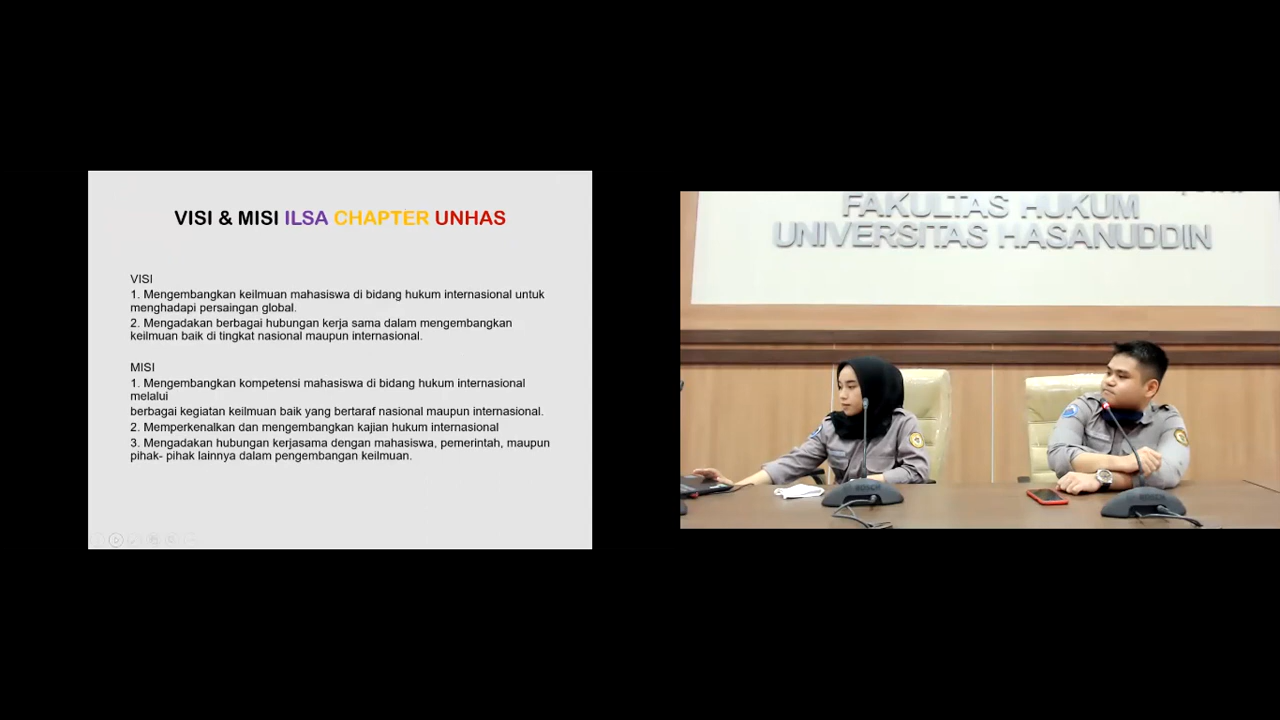 VISI & MISI ILSA CHAPTER UNHAS
VISI
1. Mengembangkan keilmuan mahasiswa di bidang hukum internasional untuk
menghadapi persaingan global.
2. Mengadakan berbagai hubungan kerja sama dalam mengembangkan
keilmuan baik di tingkat nasional maupun internasional.
MISI
1. Mengembangkan kompetensi mahasiswa di bidang hukum internasional
melalui
berbagai kegiatan keilmuan baik yang bertaraf nasional maupun internasional.
2. Memperkenalkan dan mengembangkan kajian hukum internasional
3. Mengadakan hubungan kerjasama dengan mahasiswa, pemerintah, maupun
pihak- pihak lainnya dalam pengembangan keilmuan.
FAKULTAS HUKUM
UNIVERSITAS HASANUDDIN
BOSCH
BOSCH